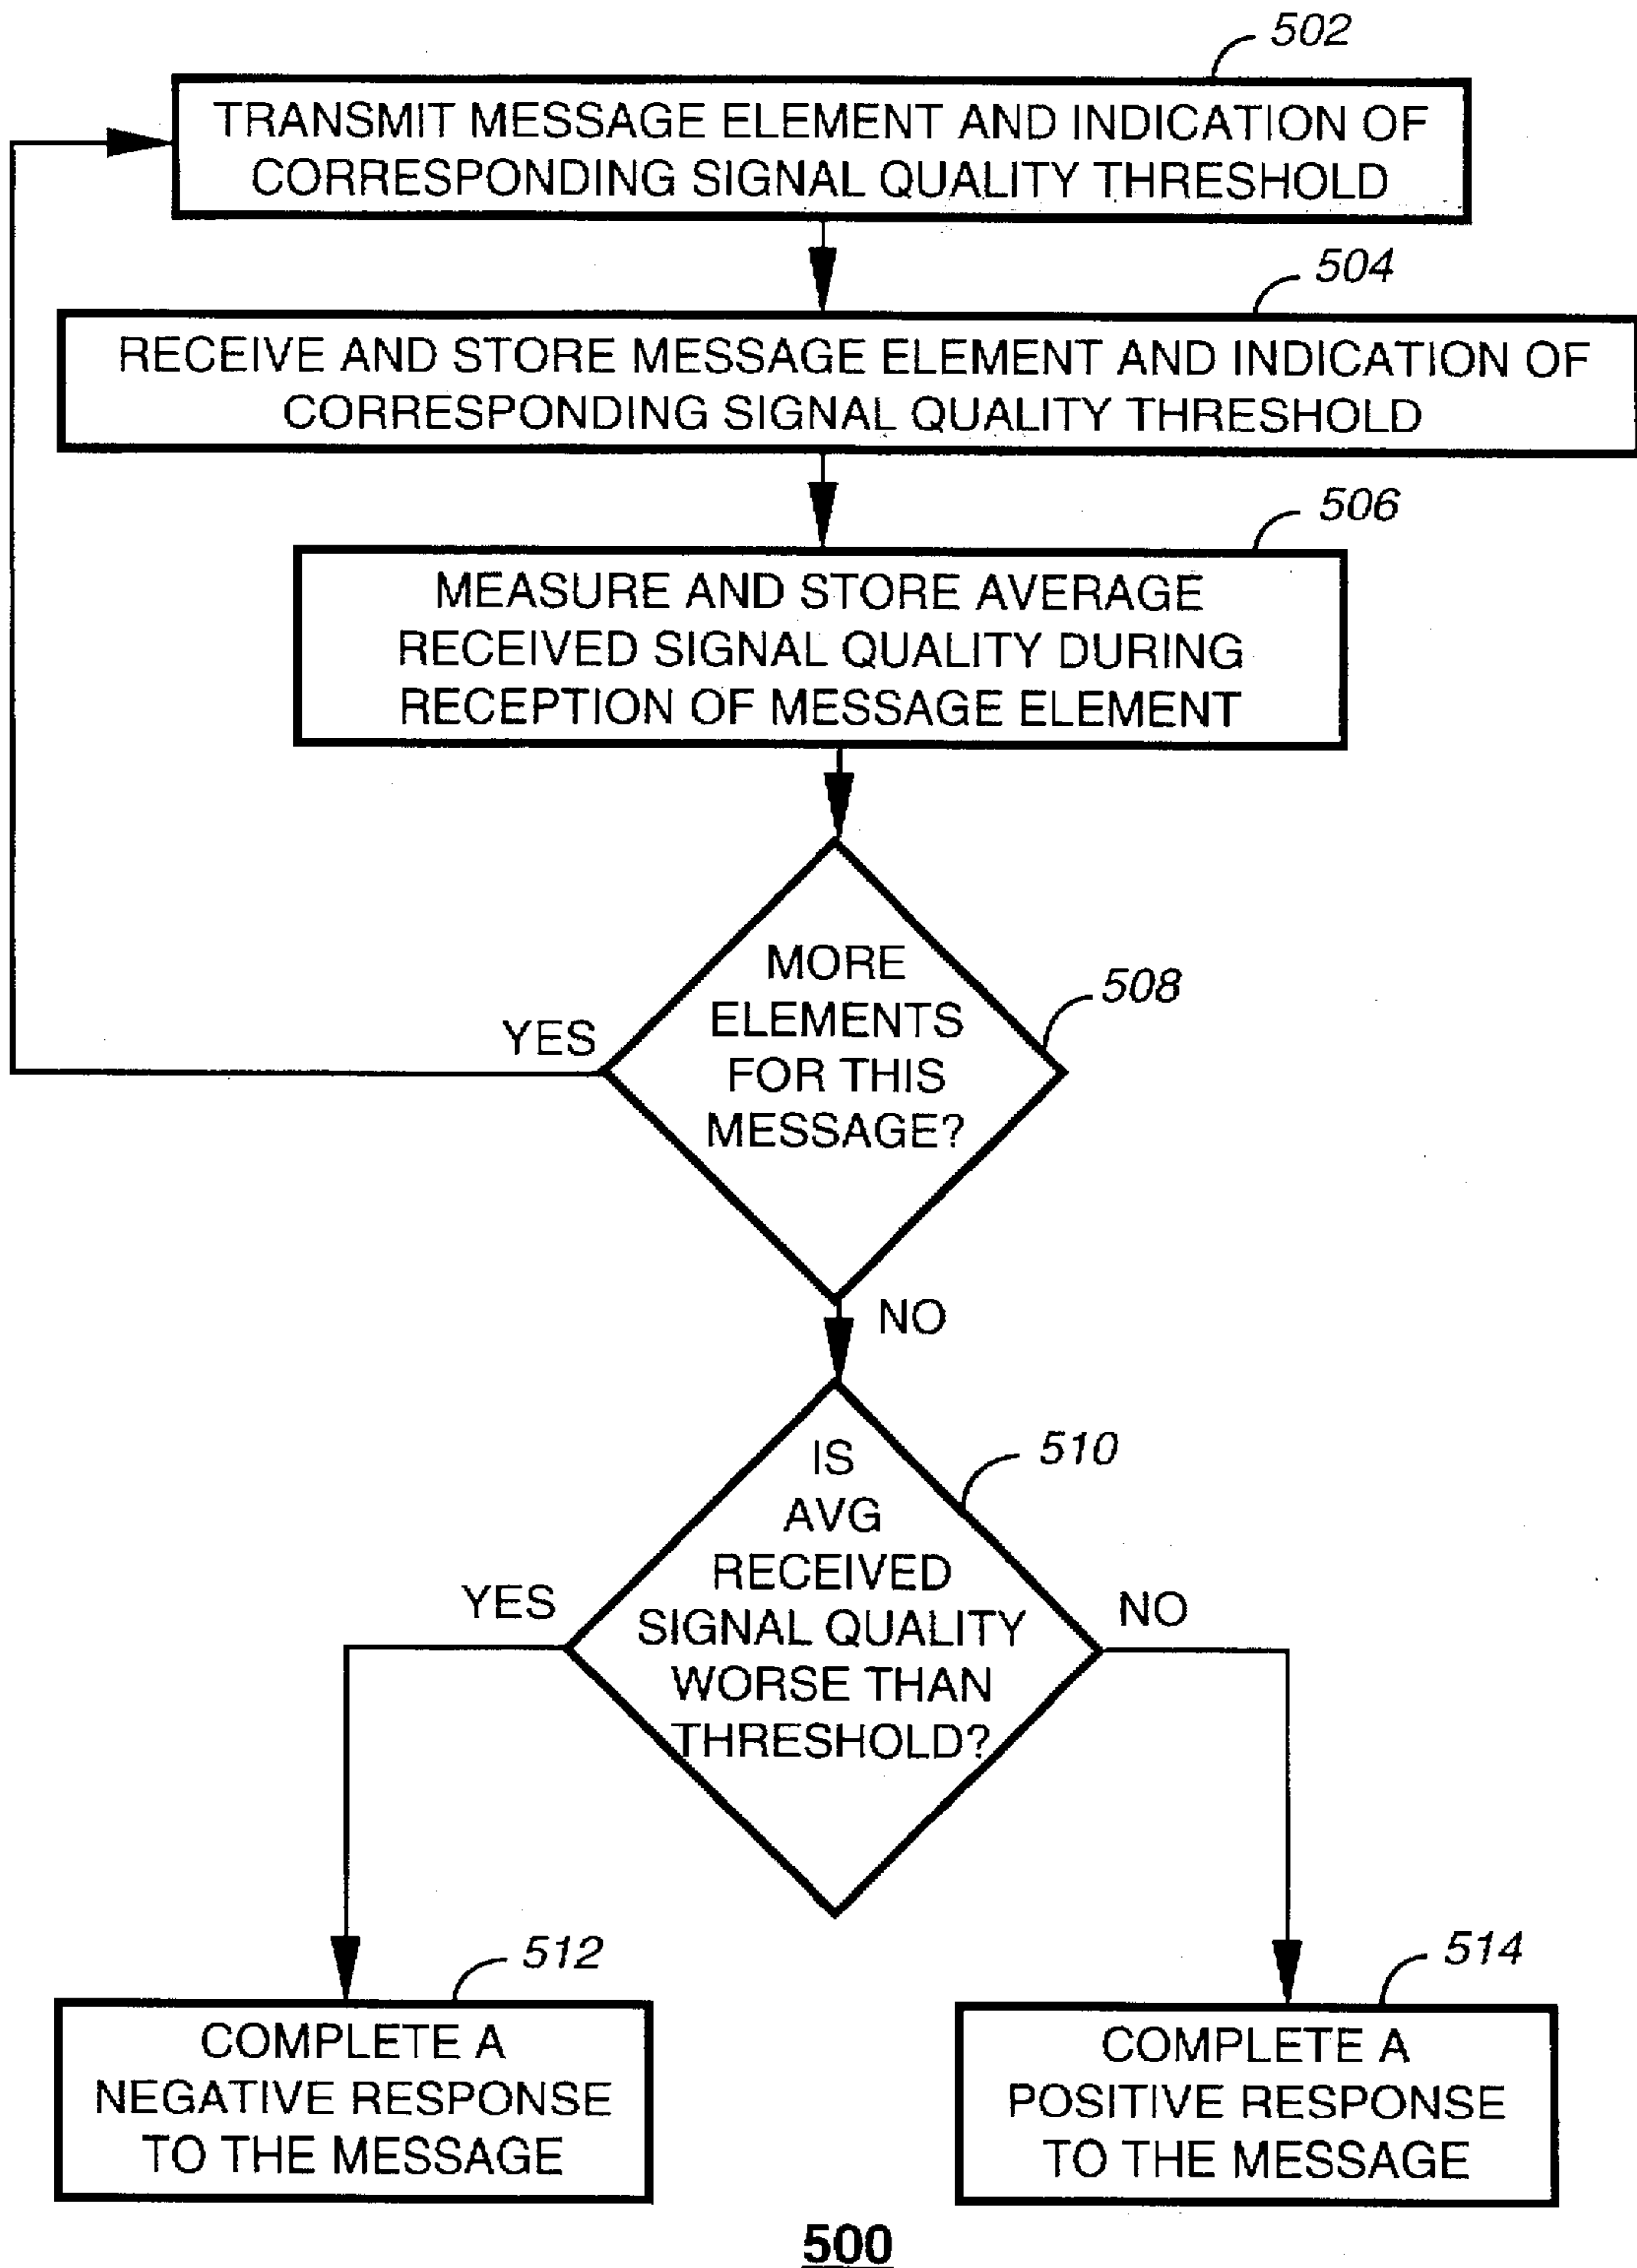 502
TRANSMIT MESSAGE ELEMENT AND INDICATION OF
CORRESPONDING SIGNAL QUALITY THRESHOLD
504
RECEIVE AND STORE MESSAGE ELEMENT AND INDICATION OF
CORRESPONDING SIGNAL QUALITY THRESHOLD
506
MEASURE AND STORE AVERAGE
RECEIVED SIGNAL QUALITY DURING
RECEPTION OF MESSAGE ELEMENT
508
MORE
ELEMENTS
FOR THIS
MESSAGE?
YES
NO
510
IS
AVG
RECEIVED
SIGNAL QUALITY
WORSE THAN
THRESHOLD?
YES
NO
512
COMPLETE A
NEGATIVE RESPONSE
TO THE MESSAGE
514
COMPLETE A
POSITIVE RESPONSE
TO THE MESSAGE
500